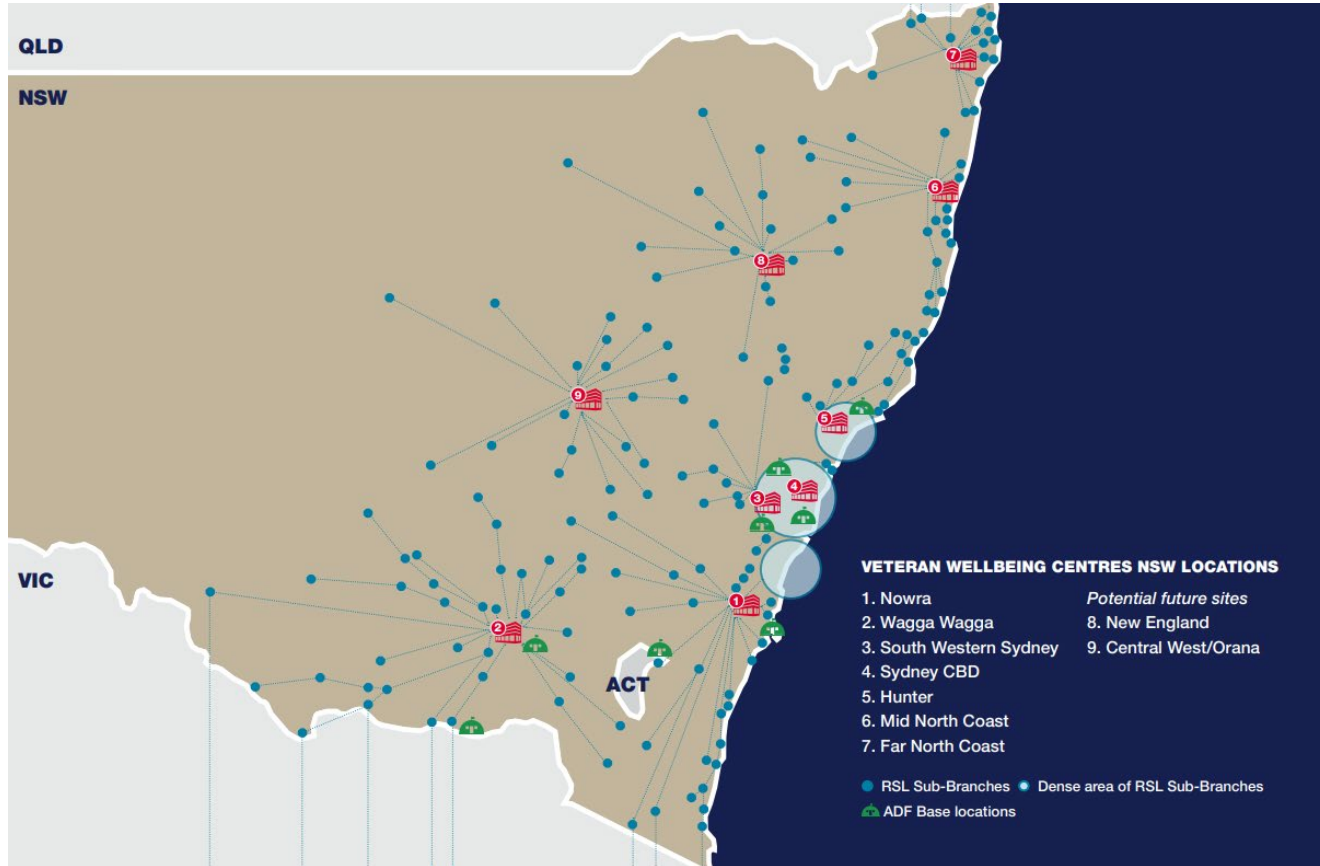 QLD
NSW
7
6
8
9
5
4
3
VIC
1
2
ACT
VETERAN WELLBEING CENTRES NSW LOCATIONS
1. Nowra
2. Wagga Wagga
3. South Western Sydney
4. Sydney CBD
5. Hunter
6. Mid North Coast
7. Far North Coast
Potential future sites
8. New England
9. Central West/Orana
RSL Sub-Branches
Dense area of RSL Sub-Branches
ADF Base locations